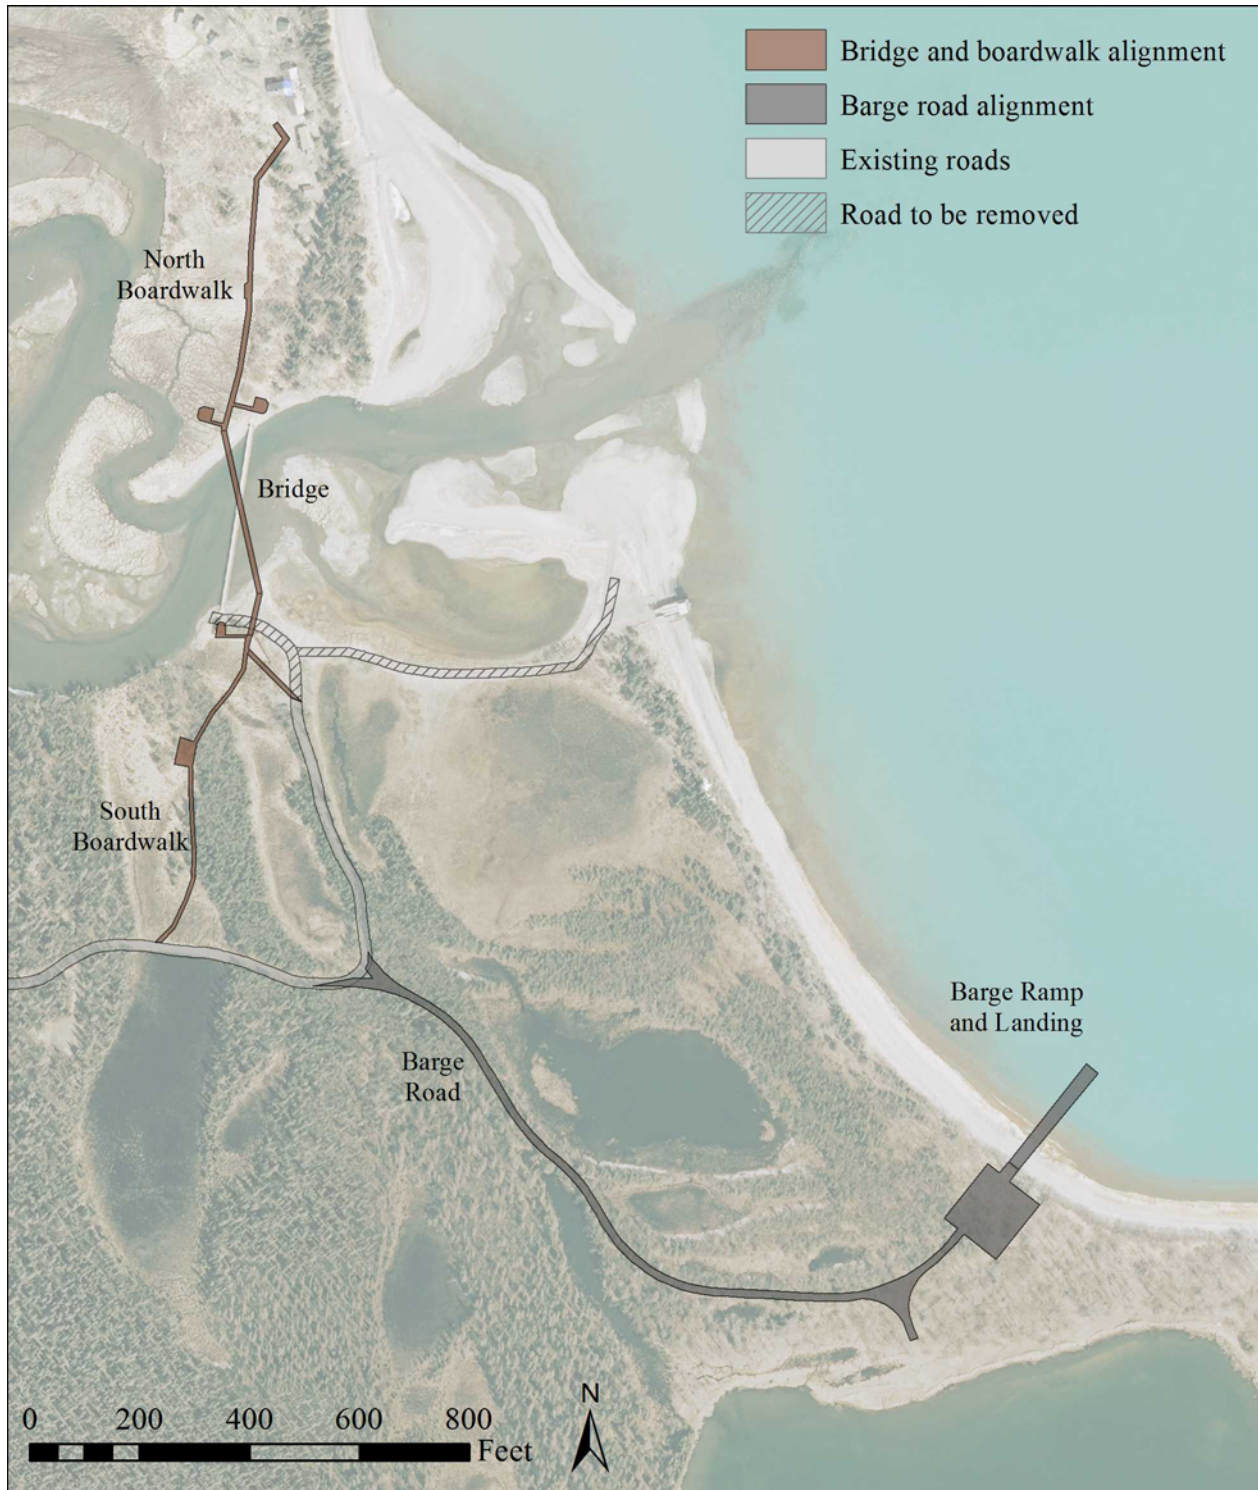 Bridge and boardwalk alignment
Barge road alignment
Existing roads
Road to be removed
North
Boardwalk
Bridge
South
Boardwalk
Barge Ramp
and Landing
Barge
Road
N
0 200 400 600 800
Feet